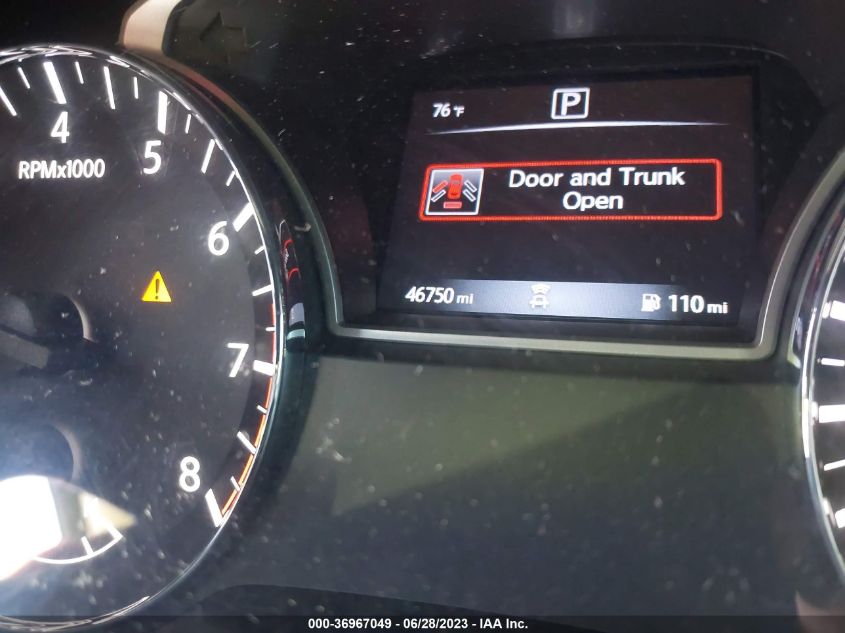 4
5
RPMx1000
6
7
8
76°F
P
Door and Trunk
Open
46750 mi
110 mi
000-36967049 - 06/28/2023 - IAA Inc.